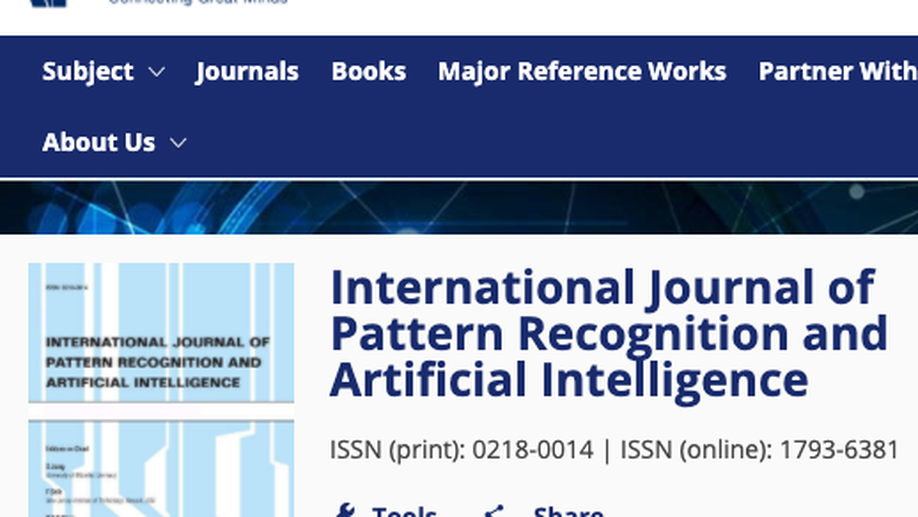 Connecting Great Minds
Subject Journals Books Major Reference Works Partner With
About Us
International Journal of
Pattern Recognition and
Artificial Intelligence
ISSN (print): 0218-0014 | ISSN (online): 1793-6381
Tools Share
INTERNATIONAL JOURNAL OF
PATTERN RECOGNITION AND
ARTIFICIAL INTELLIGENCE